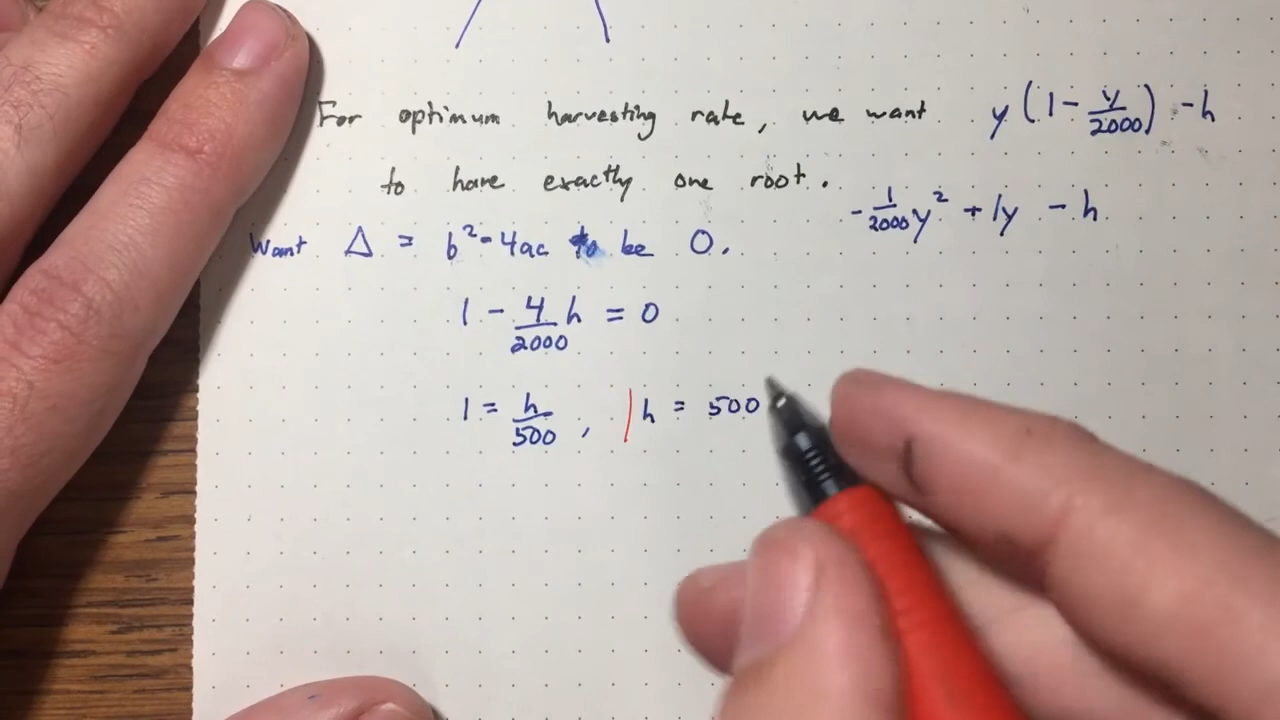 For optimum harvesting rate, we want y(1 - y/2000) - h
to have exactly one root.
-1/2000 y² + 1y - h
Want Δ = b² - 4ac to be 0.
1 - 4/2000 h = 0
1 = h/500 , h = 500